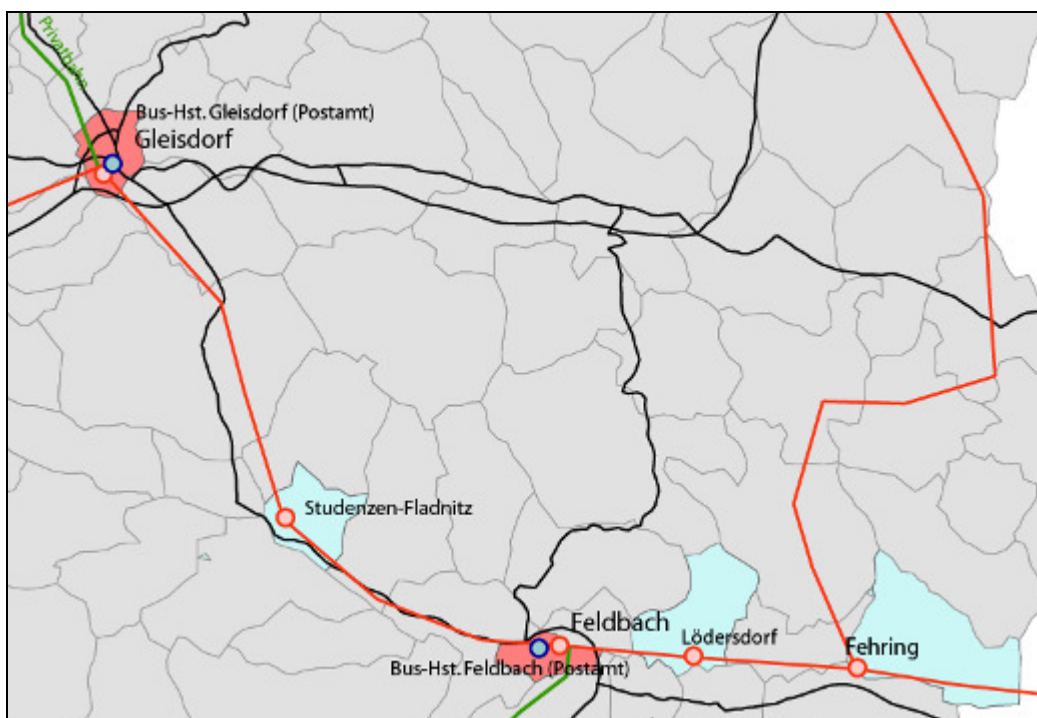 Privatbahn
Bus-Hst. Gleisdorf (Postamt)
Gleisdorf
Studenzen-Fladnitz
Feldbach
Lödersdorf
Fehring
Bus-Hst. Feldbach (Postamt)